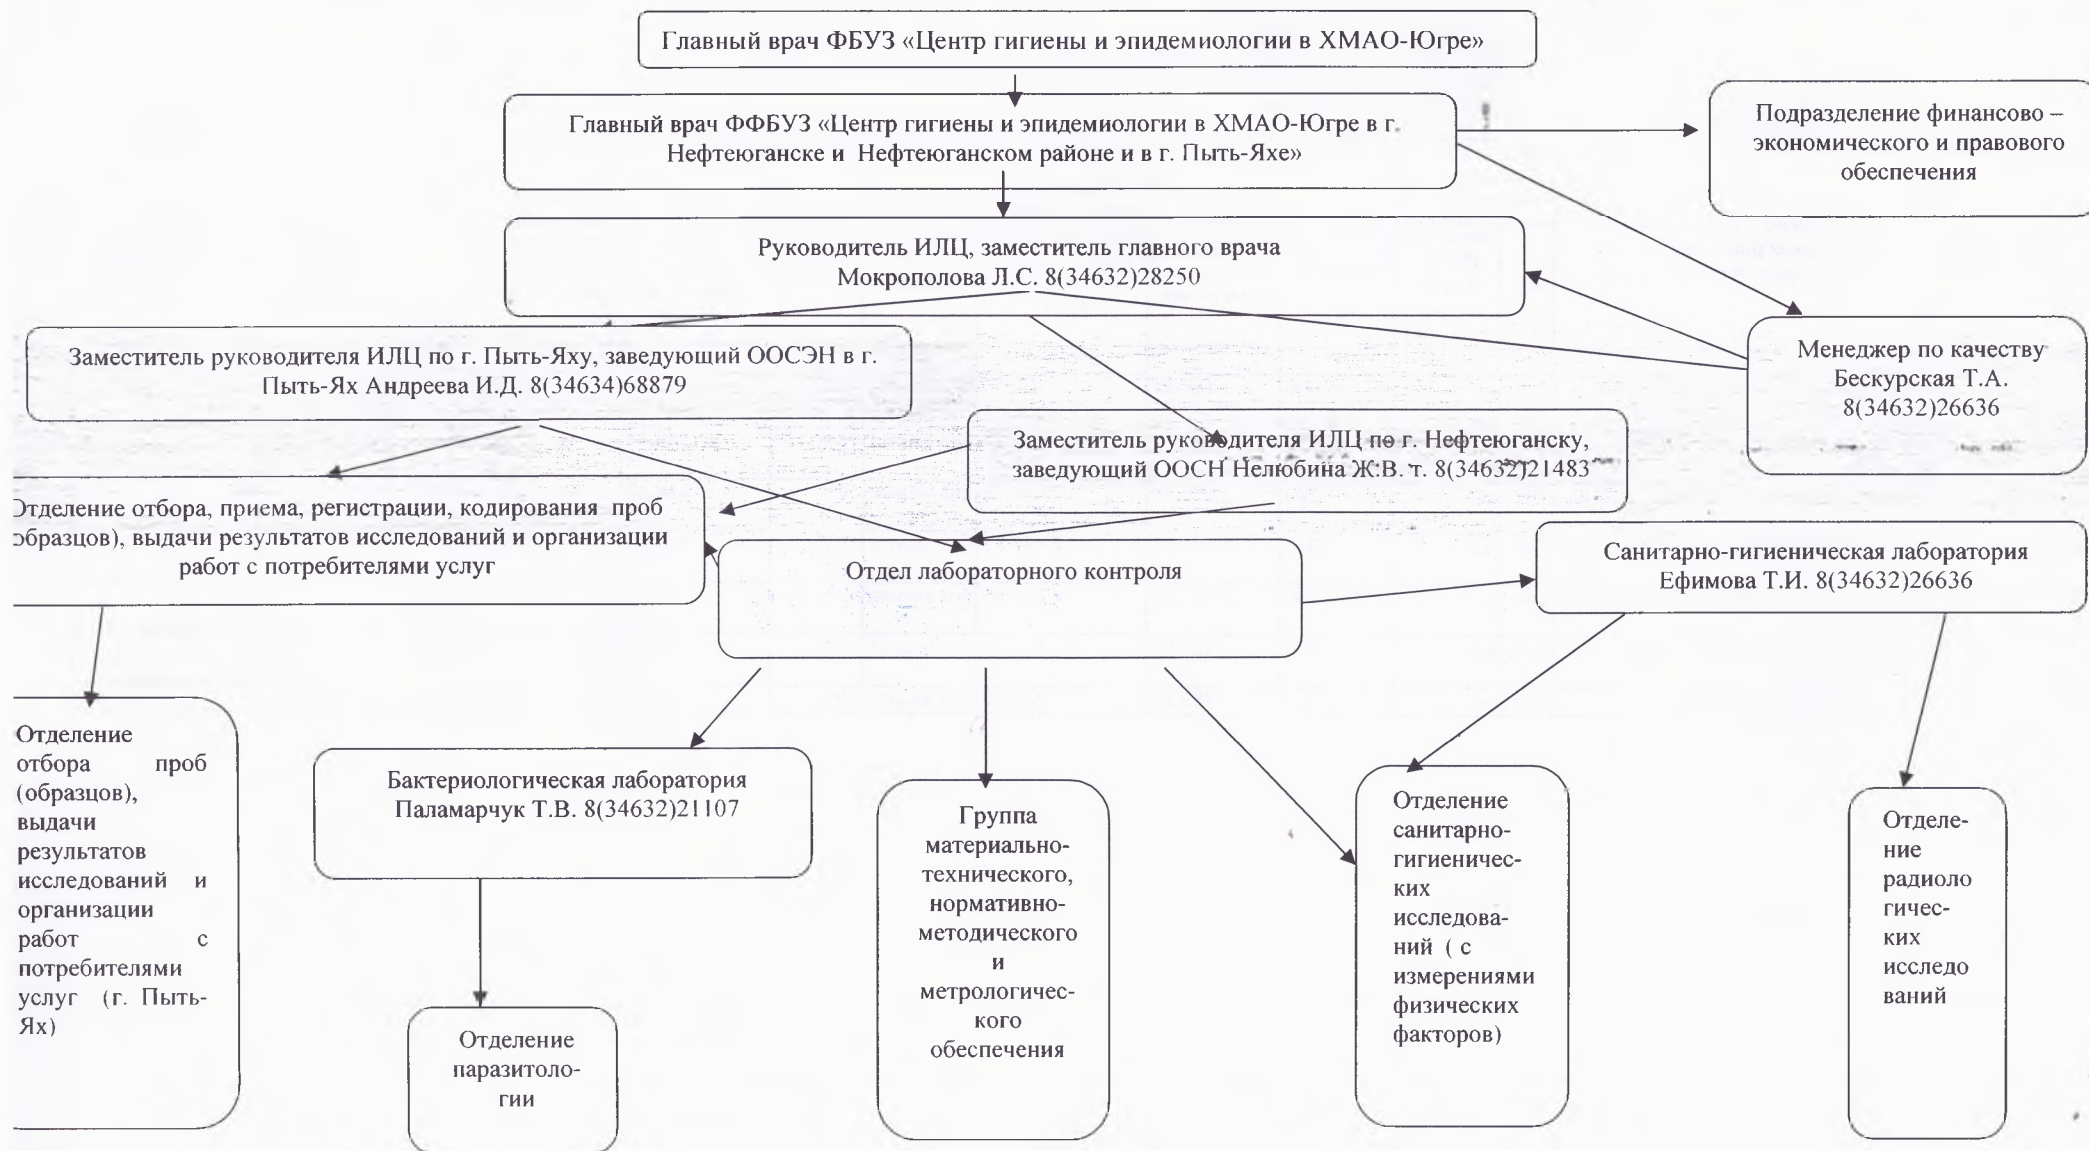 Главный врач ФБУЗ «Центр гигиены и эпидемиологии в ХМАО-Югре»
Главный врач ФФБУЗ «Центр гигиены и эпидемиологии в ХМАО-Югре в г.
Нефтеюганске и Нефтеюганском районе и в г. Пыть-Яхе»
Подразделение финансово –
экономического и правового
обеспечения
Руководитель ИЛЦ, заместитель главного врача
Мокрополова Л.С. 8(34632)28250
Заместитель руководителя ИЛЦ по г. Пыть-Яху, заведующий ООСЭН в г.
Пыть-Ях Андреева И.Д. 8(34634)68879
Менеджер по качеству
Бескурская Т.А.
8(34632)26636
Заместитель руководителя ИЛЦ по г. Нефтеюганску,
заведующий ООСН Нелюбина Ж.В. т. 8(34632)21483
Отделение отбора, приема, регистрации, кодирования проб
образцов), выдачи результатов исследований и организации
работ с потребителями услуг
Отдел лабораторного контроля
Санитарно-гигиеническая лаборатория
Ефимова Т.И. 8(34632)26636
Отделение
отбора проб
(образцов),
выдачи
результатов
исследований и
организации
работ с
потребителями
услуг (г. Пыть-
Ях)
Бактериологическая лаборатория
Паламарчук Т.В. 8(34632)21107
Отделение
паразитоло-
гии
Группа
материально-
технического,
нормативно-
методического
и
метрологичес-
кого
обеспечения
Отделение
санитарно-
гигиеничес-
ких
исследова-
ний ( с
измерениями
физических
факторов)
Отделе-
ние
радиоло
гичес-
ких
исследо
ваний